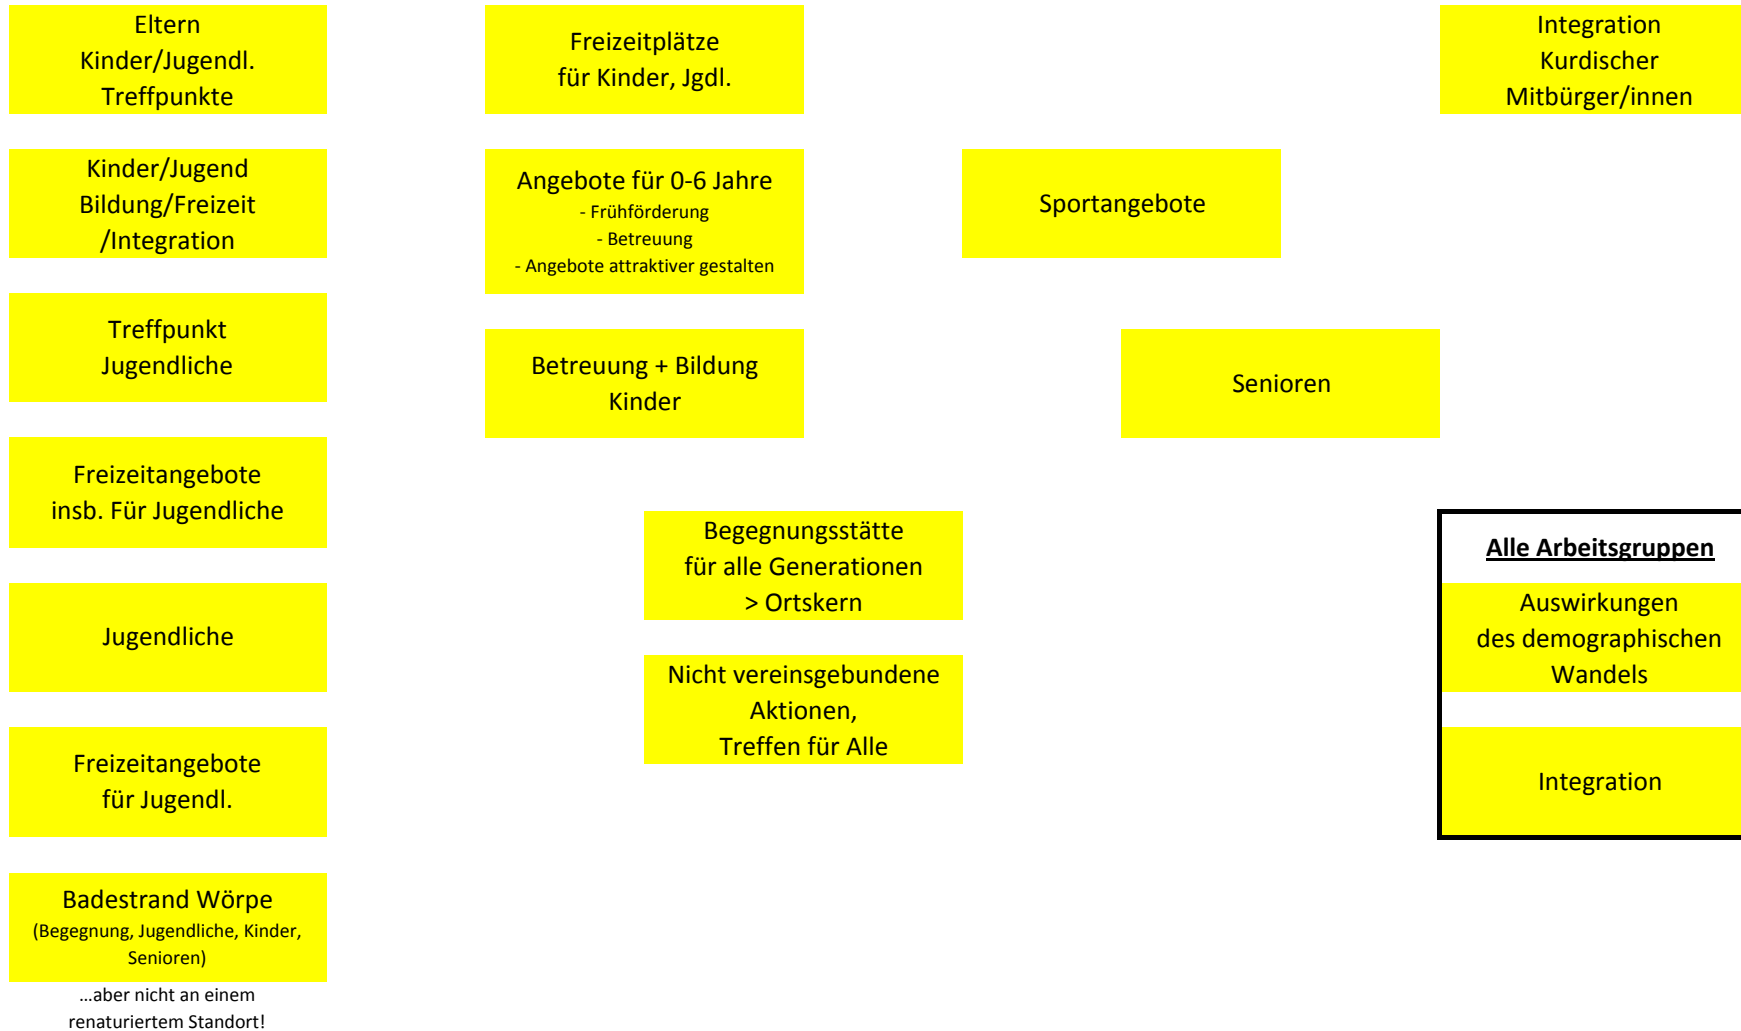 Eltern
Kinder/Jugendl.
Treffpunkte
Kinder/Jugend
Bildung/Freizeit
/Integration
Treffpunkt
Jugendliche
Freizeitangebote
insb. Für Jugendliche
Jugendliche
Freizeitangebote
für Jugendl.
Badestrand Wörpe
(Begegnung, Jugendliche, Kinder,
Senioren)
...aber nicht an einem
renaturiertem Standort!
Freizeitplätze
für Kinder, Jgdl.
Angebote für 0-6 Jahre
- Frühförderung
- Betreuung
- Angebote attraktiver gestalten
Betreuung + Bildung
Kinder
Begegnungsstätte
für alle Generationen
> Ortskern
Nicht vereinsgebundene
Aktionen,
Treffen für Alle
Sportangebote
Senioren
Integration
Kurdischer
Mitbürger/innen
Alle Arbeitsgruppen
Auswirkungen
des demographischen
Wandels
Integration